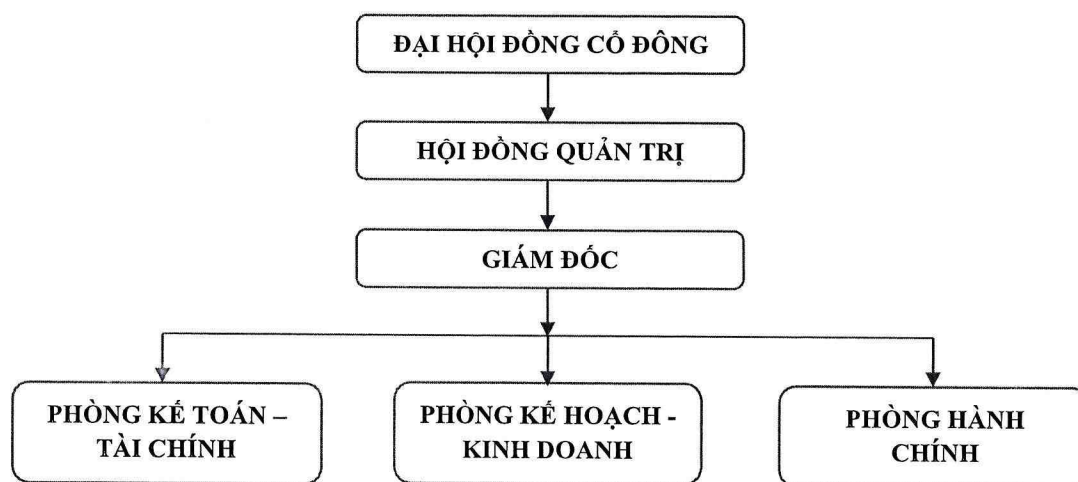 ĐẠI HỘI ĐỒNG CỔ ĐÔNG
HỘI ĐỒNG QUẢN TRỊ
GIÁM ĐỐC
PHÒNG KẾ TOÁN –
TÀI CHÍNH
PHÒNG KẾ HOẠCH -
KINH DOANH
PHÒNG HÀNH
CHÍNH